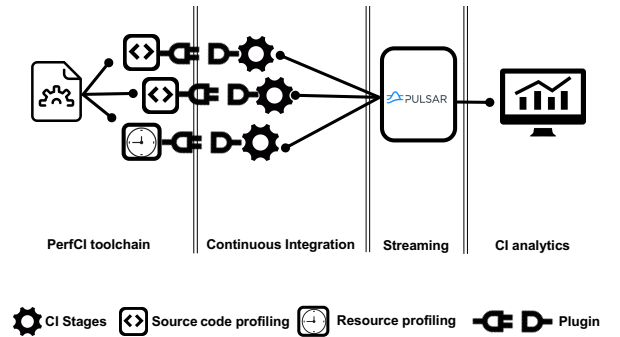 PULSAR
PerfCI toolchain
Continuous Integration
Streaming
CI analytics
CI Stages
Source code profiling
Resource profiling
Plugin